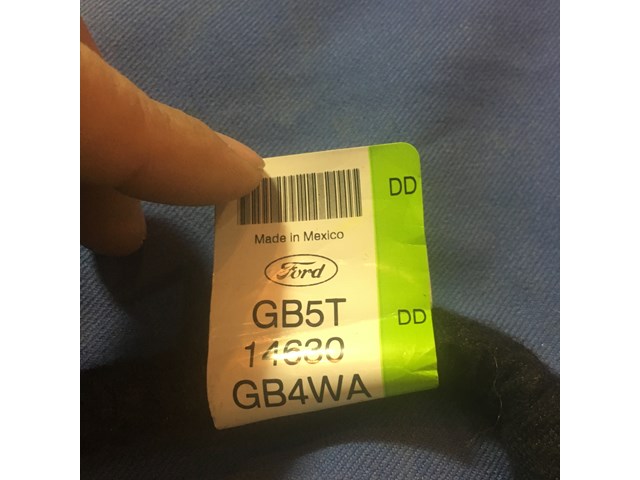 DD
Made in Mexico
Ford
GB5T
DD
14630
GB4WA